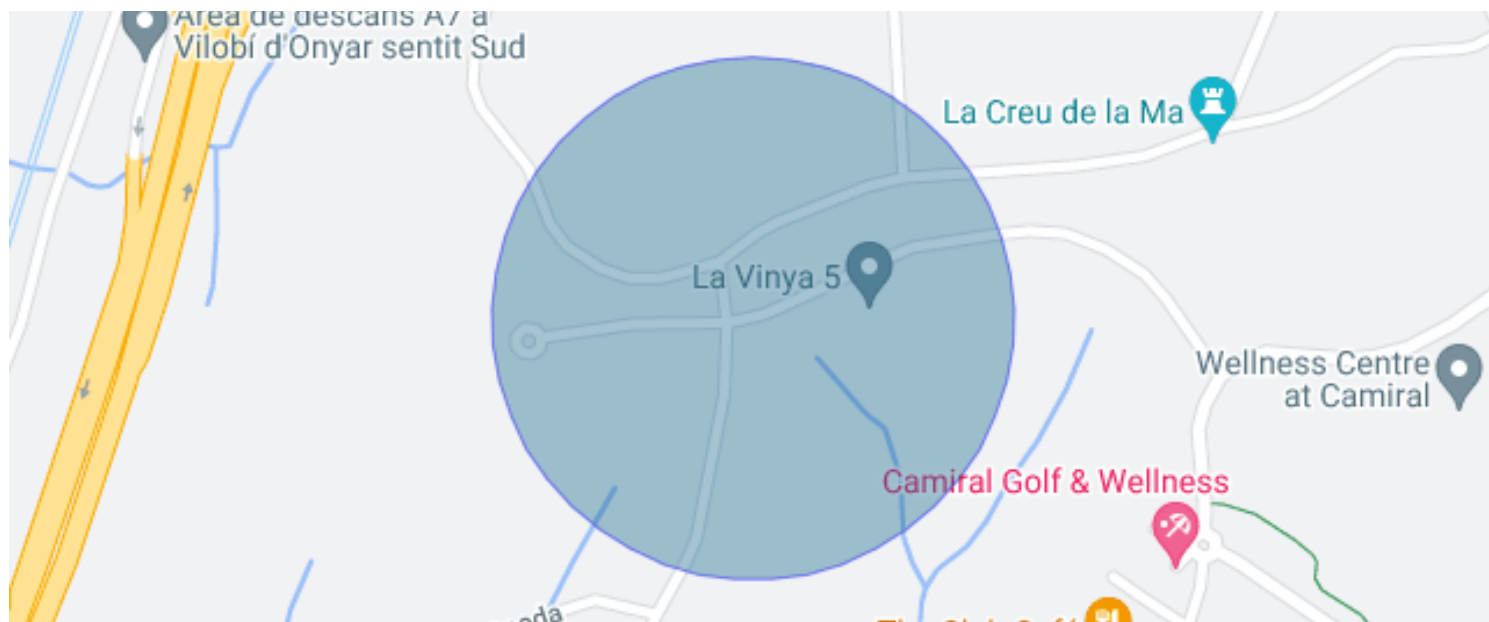 Àrea de descans A7 a
Vilobí d'Onyar sentit Sud
La Creu de la Ma
La Vinya 5
Wellness Centre
at Camiral
Camiral Golf & Wellness